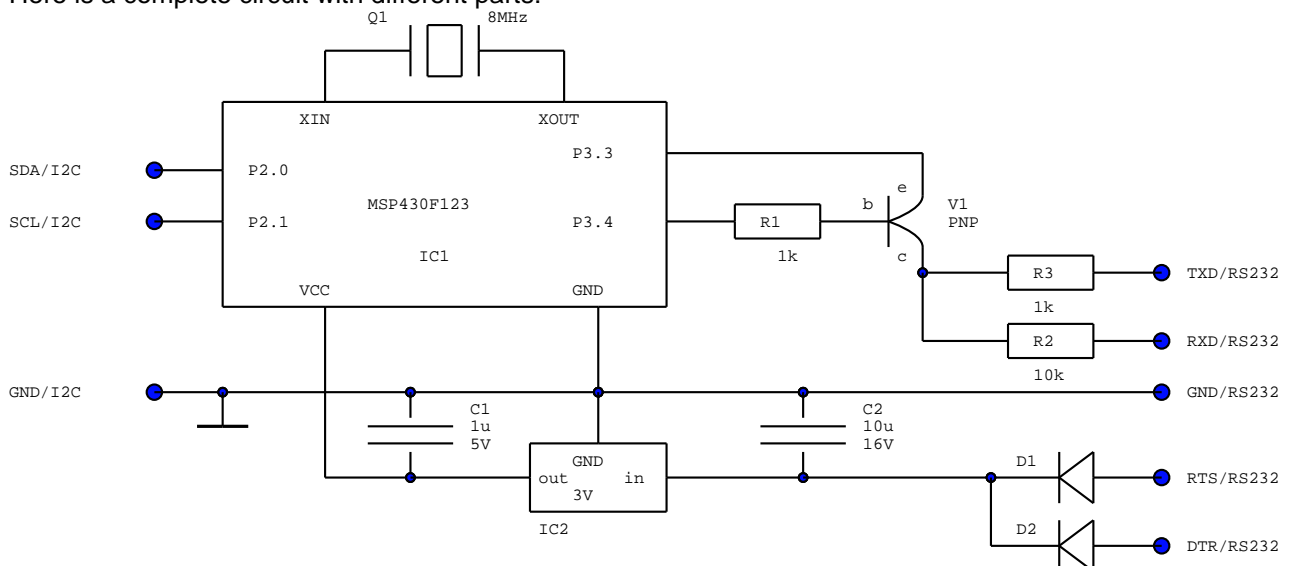 Here is a complete circuit with different parts.
Q1 8MHz
XIN XOUT
P3.3
SDA/I2C P2.0
e
MSP430F123 b V1
SCL/I2C P2.1 P3.4 R1 PNP
IC1 1k c
R3 TXD/RS232
VCC GND
1k
R2 RXD/RS232
10k
GND/I2C GND/RS232
C1 C2
1u 10u
5V 16V
GND D1
out in RTS/RS232
3V
IC2 D2
DTR/RS232